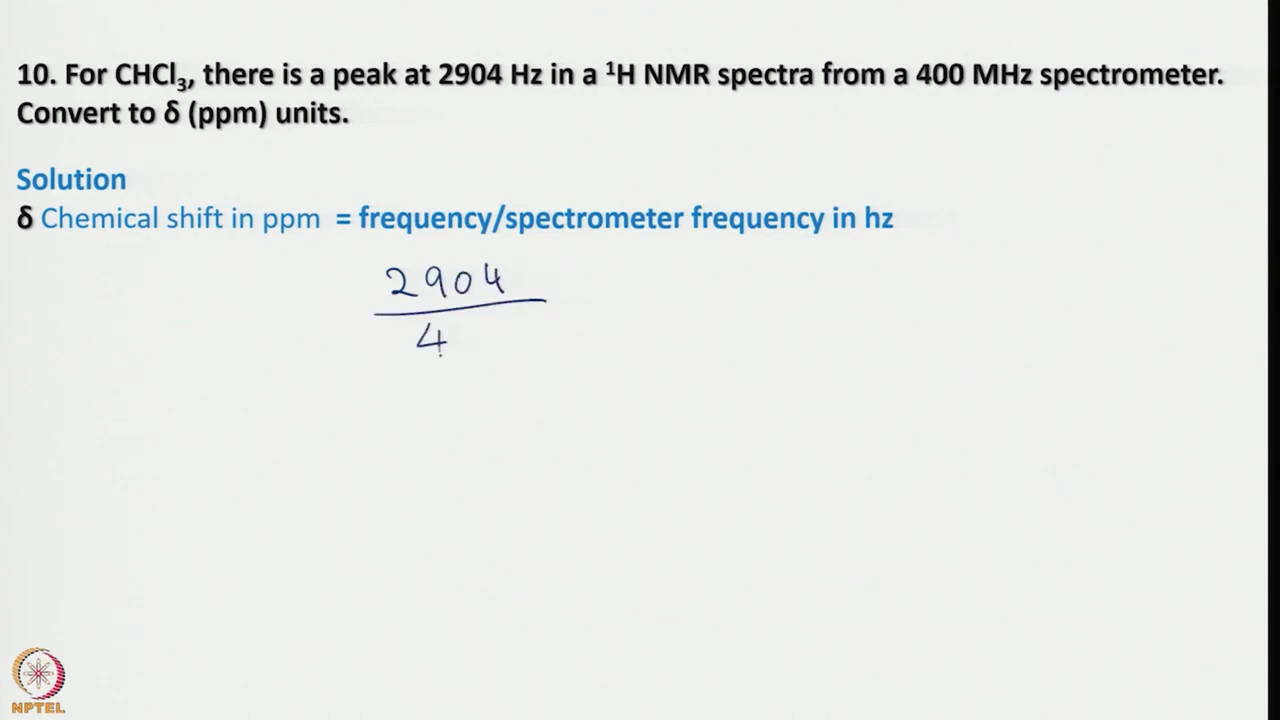 10. For CHCl₃, there is a peak at 2904 Hz in a ¹H NMR spectra from a 400 MHz spectrometer.
Convert to δ (ppm) units.
Solution
δ Chemical shift in ppm = frequency/spectrometer frequency in hz
2904
4
NPTEL